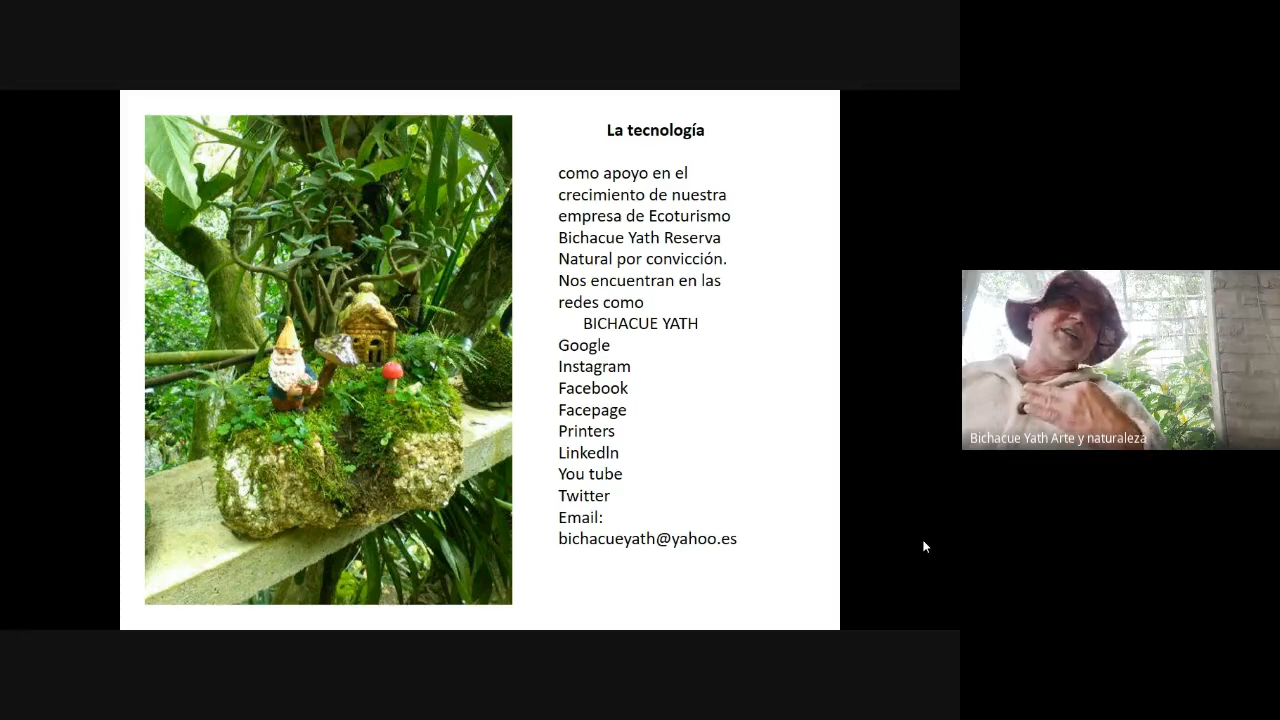 La tecnología
como apoyo en el
crecimiento de nuestra
empresa de Ecoturismo
Bichacue Yath Reserva
Natural por convicción.
Nos encuentran en las
redes como
BICHACUE YATH
Google
Instagram
Facebook
Facepage
Printers
LinkedIn
You tube
Twitter
Email:
bichacueyath@yahoo.es
Bichacue Yath Arte y naturaleza